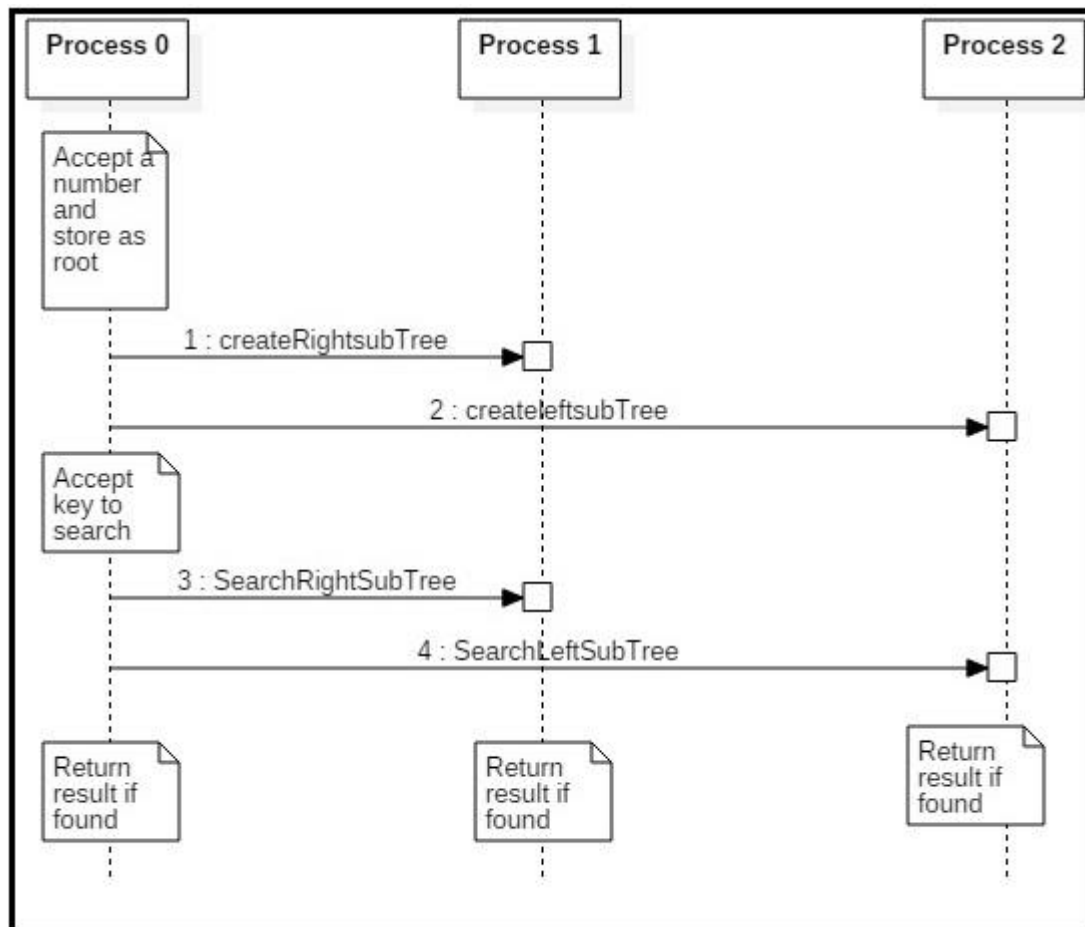 Process 0
Process 1
Process 2
Accept a
number
and
store as
root
1 : createRightsubTree
2 : createleftsubTree
Accept
key to
search
3 : SearchRightSubTree
4 : SearchLeftSubTree
Return
result if
found
Return
result if
found
Return
result if
found